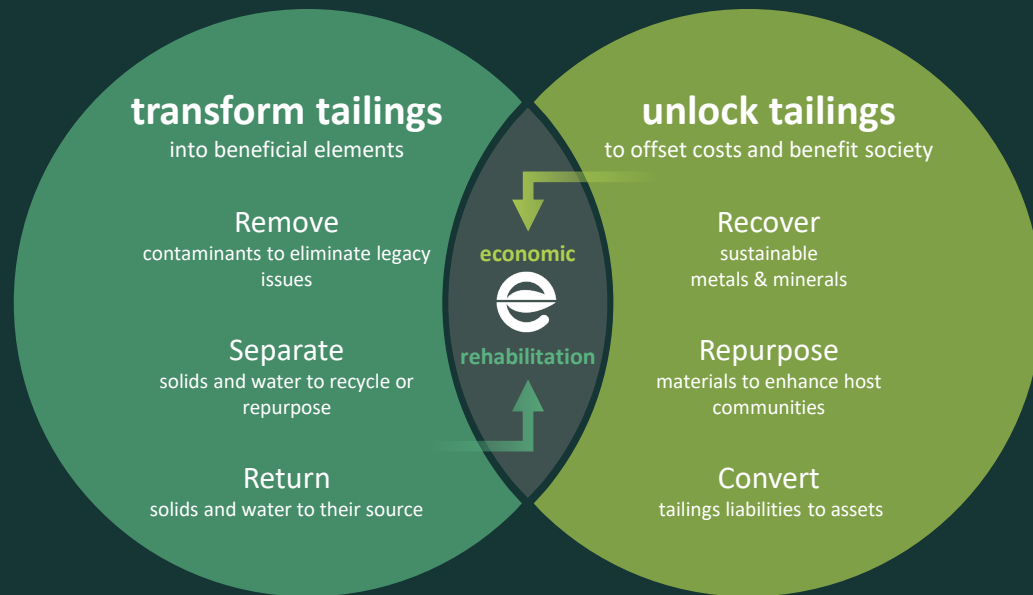 transform tailings
into beneficial elements
Remove
contaminants to eliminate legacy
issues
Separate
solids and water to recycle or
repurpose
Return
solids and water to their source
economic
rehabilitation
unlock tailings
to offset costs and benefit society
Recover
sustainable
metals & minerals
Repurpose
materials to enhance host
communities
Convert
tailings liabilities to assets